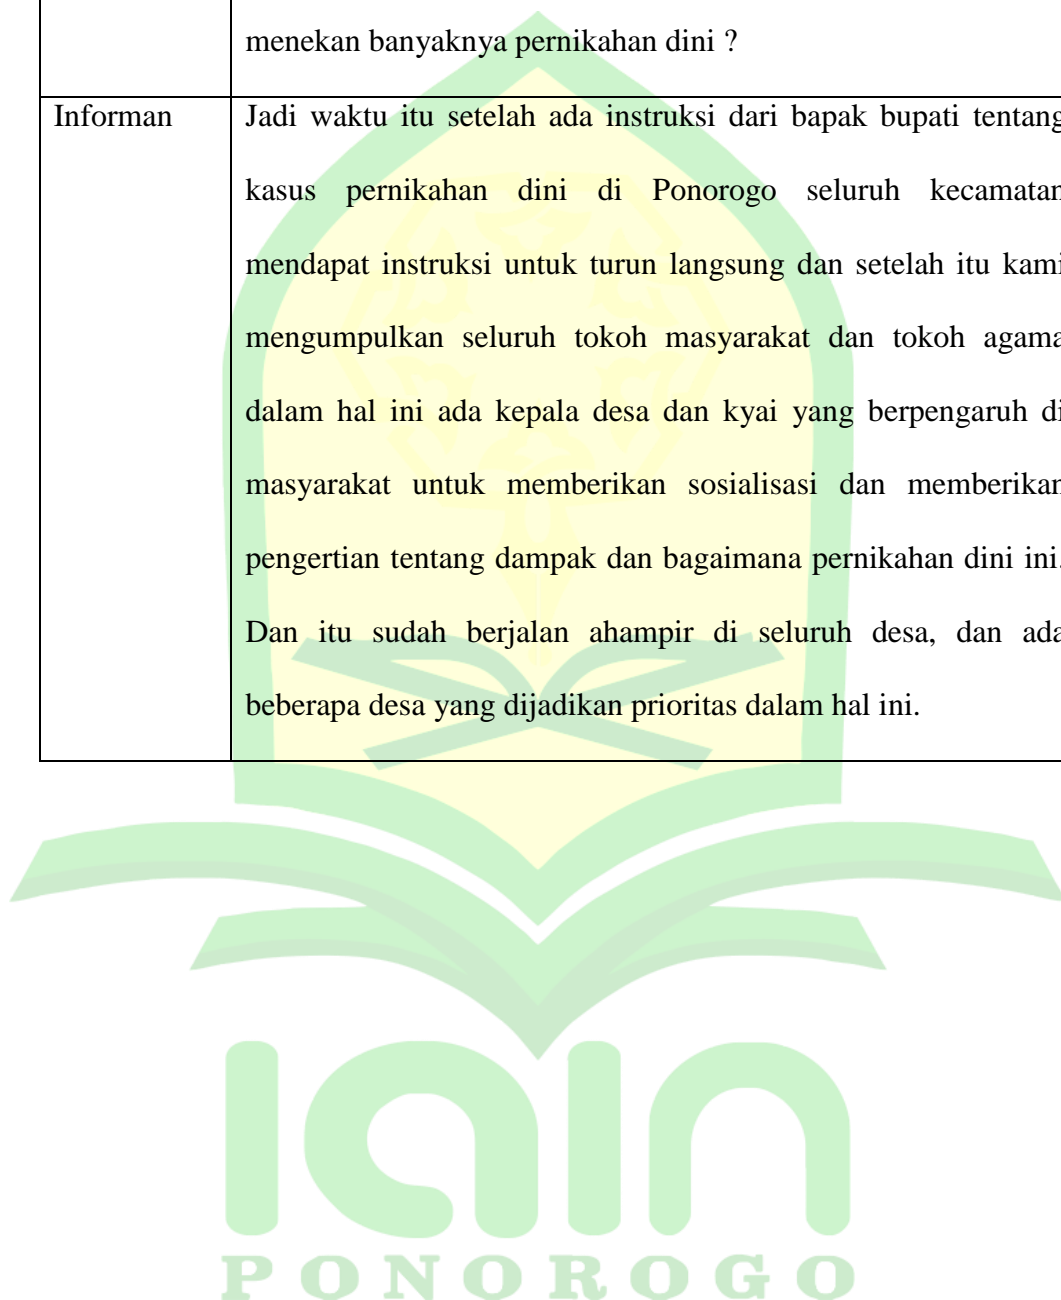 menekan banyaknya pernikahan dini ?
Informan
Jadi waktu itu setelah ada instruksi dari bapak bupati tentang
kasus pernikahan dini di Ponorogo seluruh kecamatan
mendapat instruksi untuk turun langsung dan setelah itu kami
mengumpulkan seluruh tokoh masyarakat dan tokoh agama
dalam hal ini ada kepala desa dan kyai yang berpengaruh di
masyarakat untuk memberikan sosialisasi dan memberikan
pengertian tentang dampak dan bagaimana pernikahan dini ini.
Dan itu sudah berjalan ahampir di seluruh desa, dan ada
beberapa desa yang dijadikan prioritas dalam hal ini.
iain
PONOROGO